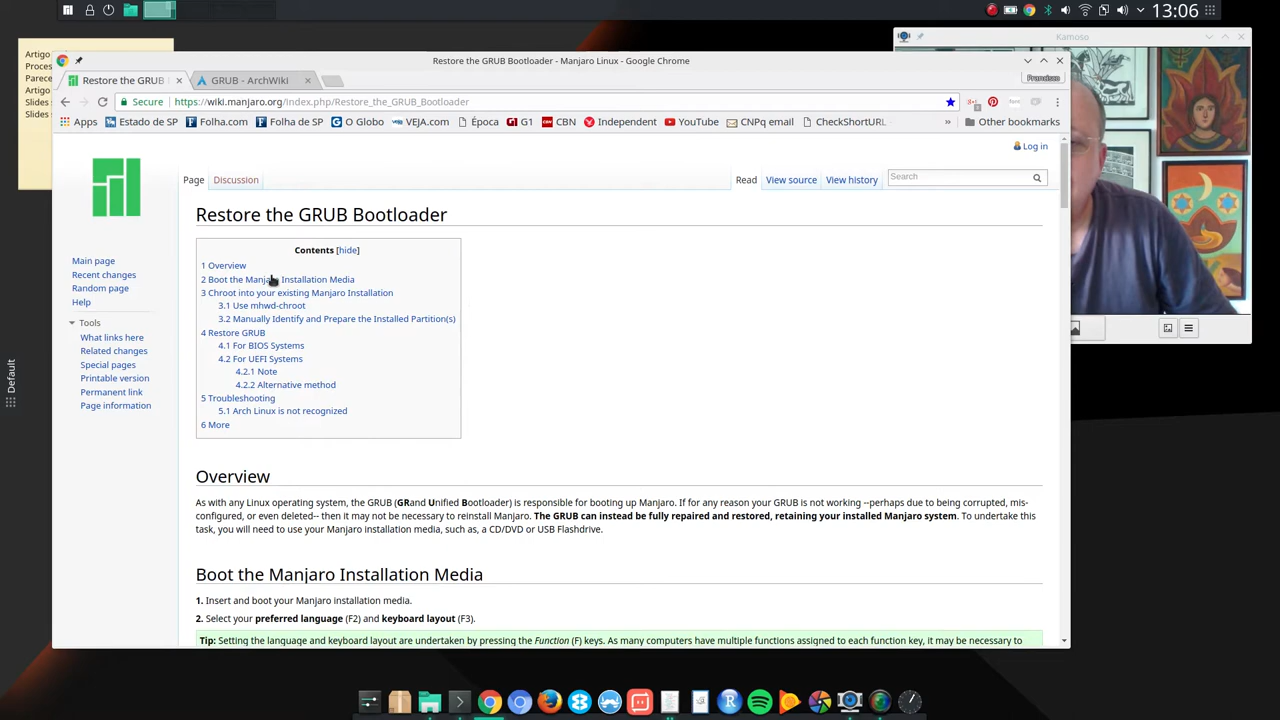 13:06
Artigo
Proces
Parece
Artigo
Slides
Slides s
Kamoso
Restore the GRUB Bootloader - Manjaro Linux - Google Chrome
Restore the GRUB
GRUB - ArchWiki
Francisco
Secure
https://wiki.manjaro.org/index.php/Restore_the_GRUB_Bootloader
Apps
Estado de SP
Folha.com
Folha de SP
O Globo
VEJA.com
Época
G1
CBN
Independent
YouTube
CNPq email
CheckShortURL
»
Other bookmarks
Log in
Page
Discussion
Read
View source
View history
Search
Restore the GRUB Bootloader
Contents [hide]
1 Overview
2 Boot the Manjaro Installation Media
3 Chroot into your existing Manjaro Installation
3.1 Use mhwd-chroot
3.2 Manually Identify and Prepare the Installed Partition(s)
4 Restore GRUB
4.1 For BIOS Systems
4.2 For UEFI Systems
4.2.1 Note
4.2.2 Alternative method
5 Troubleshooting
5.1 Arch Linux is not recognized
6 More
Main page
Recent changes
Random page
Help
Tools
What links here
Related changes
Special pages
Printable version
Permanent link
Page information
Default
Overview
As with any Linux operating system, the GRUB (GRand Unified Bootloader) is responsible for booting up Manjaro. If for any reason your GRUB is not working --perhaps due to being corrupted, mis-
configured, or even deleted-- then it may not be necessary to reinstall Manjaro. The GRUB can instead be fully repaired and restored, retaining your installed Manjaro system. To undertake this
task, you will need to use your Manjaro installation media, such as, a CD/DVD or USB Flashdrive.
Boot the Manjaro Installation Media
1. Insert and boot your Manjaro installation media.
2. Select your preferred language (F2) and keyboard layout (F3).
Tip: Setting the language and keyboard layout are undertaken by pressing the Function (F) keys. As many computers have multiple functions assigned to each function key, it may be necessary to